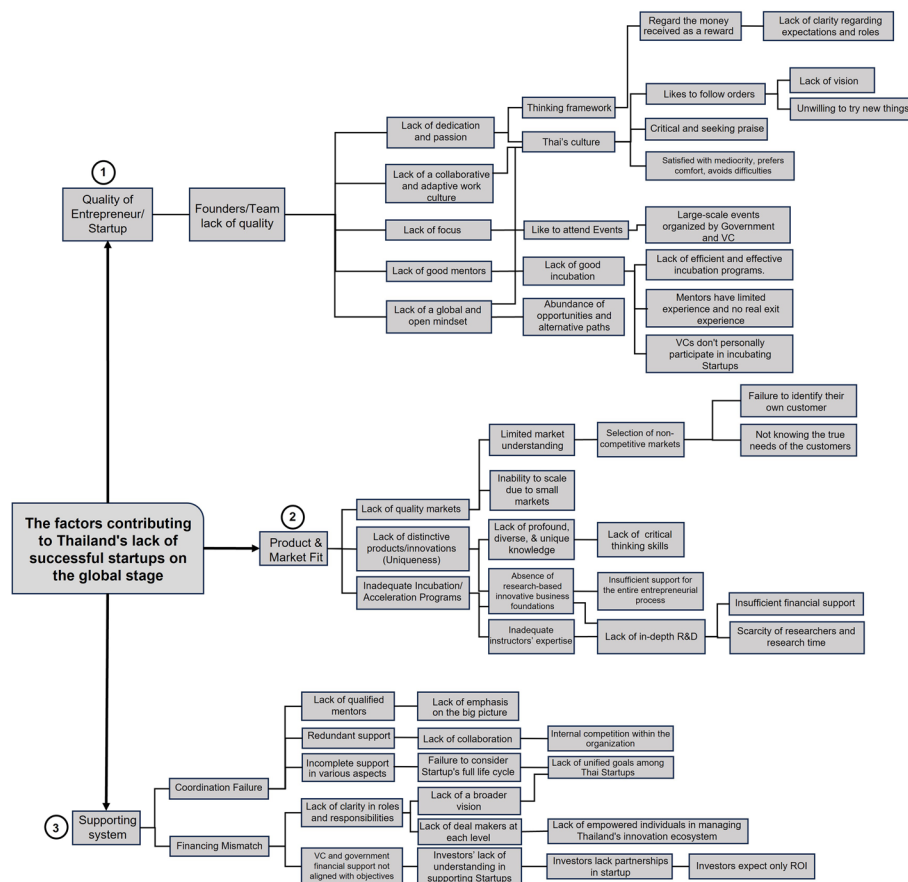 Regard the money
received as a reward
Lack of clarity regarding
expectations and roles
Lack of vision
Likes to follow orders
Thinking framework
Unwilling to try new things
Lack of dedication
and passion
Critical and seeking praise
Thai's culture
1
Satisfied with mediocrity, prefers
comfort, avoids difficulties
Lack of a collaborative
and adaptive work
culture
Quality of
Entrepreneur/
Startup
Founders/Team
lack of quality
Large-scale events
organized by Government
and VC
Lack of focus
Like to attend Events
Lack of efficient and effective
incubation programs.
Lack of good mentors
Lack of good
incubation
Mentors have limited
experience and no real exit
experience
Lack of a global and
open mindset
Abundance of
opportunities and
alternative paths
VCs don't personally
participate in incubating
Startups
Failure to identify their
own customer
Limited market
understanding
Selection of non-
competitive markets
Not knowing the true
needs of the customers
Inability to scale
due to small
markets
Lack of quality markets
2
The factors contributing
to Thailand's lack of
successful startups on
the global stage
Product &
Market Fit
Lack of distinctive
products/innovations
(Uniqueness)
Lack of profound,
diverse, & unique
knowledge
Lack of critical
thinking skills
Inadequate Incubation/
Acceleration Programs
Absence of
research-based
innovative business
foundations
Insufficient support for
the entire entrepreneurial
process
Insufficient financial support
Inadequate
instructors' expertise
Lack of in-depth R&D
Scarcity of researchers and
research time
Lack of qualified
mentors
Lack of emphasis
on the big picture
Redundant support
Lack of collaboration
Internal competition within the
organization
Incomplete support
in various aspects
Failure to consider
Startup's full life cycle
Lack of unified goals among
Thai Startups
Coordination Failure
Lack of clarity in roles
and responsibilities
Lack of a broader
vision
3
Supporting
system
Lack of deal makers at
each level
Lack of empowered individuals in managing
Thailand's innovation ecosystem
Financing Mismatch
VC and government
financial support not
aligned with objectives
Investors' lack of
understanding in
supporting Startups
Investors lack partnerships
in startup
Investors expect only ROI